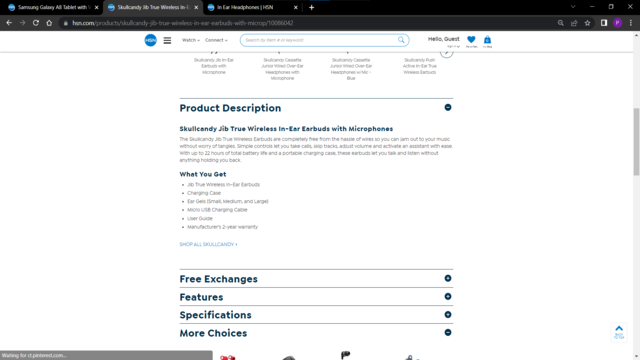 Samsung Galaxy A8 Tablet with V
Skullcandy Jib True Wireless In-E
In Ear Headphones | HSN
hsn.com/products/skullcandy-jib-true-wireless-in-ear-earbuds-with-microp/10086042
P
HSN
Watch
Connect
Search by item # or keyword
Hello, Guest
Skullcandy Jib In-Ear Earbuds with Microphone
Skullcandy Cassette Junior Wired Over-Ear Headphones with Microphone
Skullcandy Cassette Junior Wired Over-Ear Headphones w/Mic - Blue
Skullcandy Push Active In-Ear True Wireless Earbuds
Product Description
Skullcandy Jib True Wireless In-Ear Earbuds with Microphones
The Skullcandy Jib True Wireless Earbuds are completely free from the hassle of wires so you can jam out to your music
without worry of tangles. Simple controls let you take calls, skip tracks, adjust volume and activate an assistant with ease.
With up to 22 hours of total battery life and a portable charging case, these earbuds let you talk and listen without
anything holding you back.
What You Get
Jib True Wireless In-Ear Earbuds
Charging Case
Ear Gels (Small, Medium, and Large)
Micro USB Charging Cable
User Guide
Manufacturer's 2-year warranty
SHOP ALL SKULLCANDY
Free Exchanges
Features
Specifications
More Choices
BACK
TO TOP
Waiting for ct.pinterest.com...